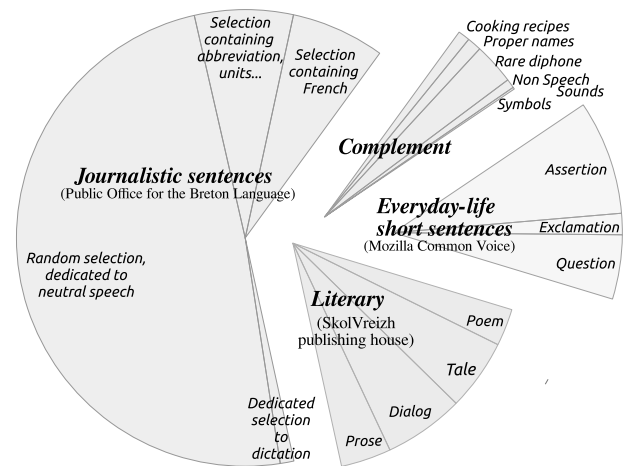 Selection
containing
abbreviation,
units...
Selection
containing
French
Journalistic sentences
(Public Office for the Breton Language)
Random selection,
dedicated to
neutral speech
Dedicated
selection
to
dictation
Cooking recipes
Proper names
Rare diphone
Non Speech
Sounds
Symbols
Complement
Assertion
Everyday-life
short sentences
(Mozilla Common Voice)
Exclamation
Question
Literary
(SkolVreizh
publishing house)
Poem
Tale
Dialog
Prose